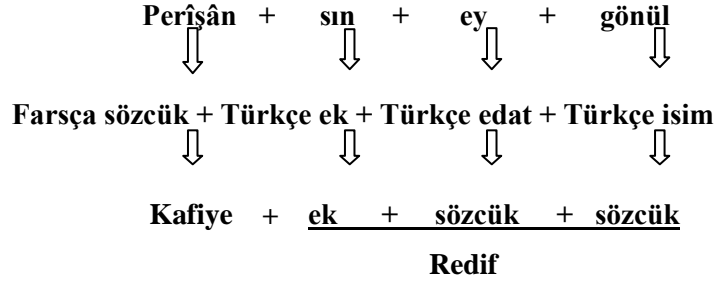 Perîşân + sın + ey + gönül
Farsça sözcük + Türkçe ek + Türkçe edat + Türkçe isim
Kafiye + ek + sözcük + sözcük
Redif